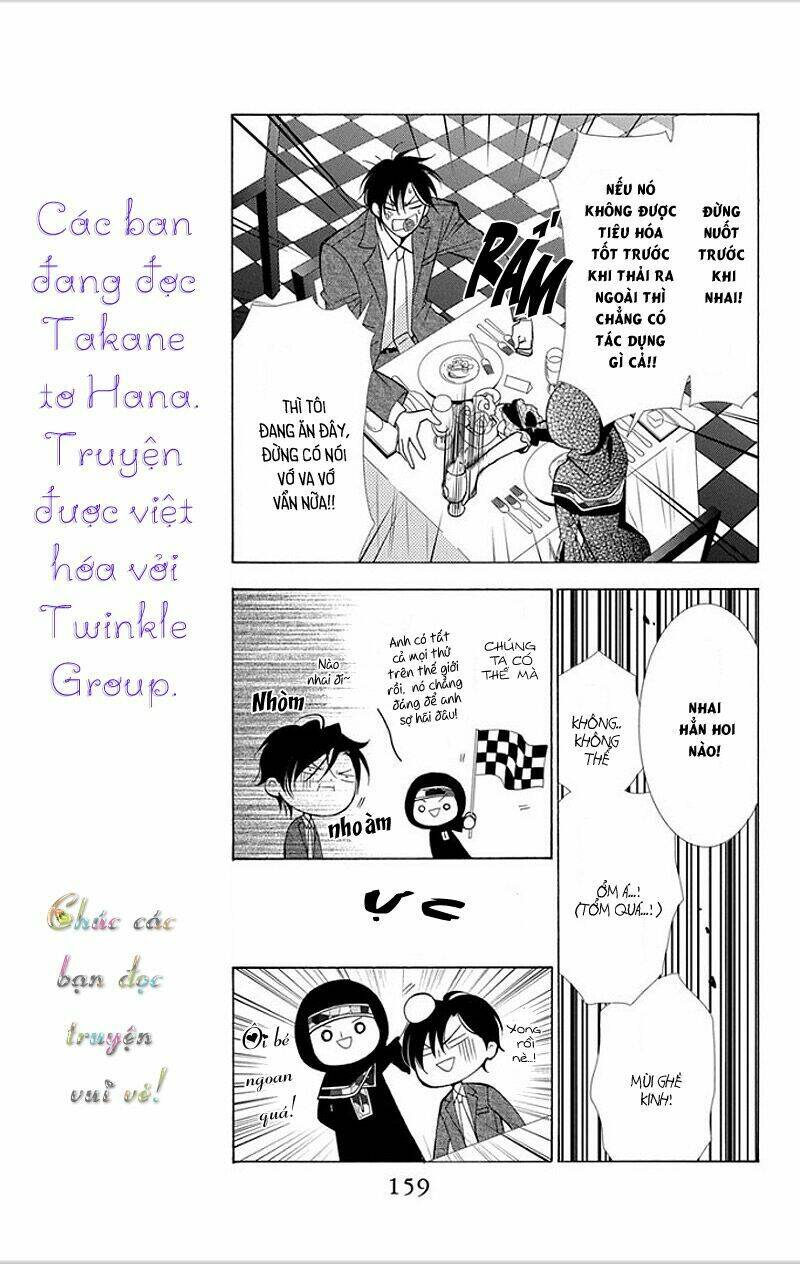 Các bạn
đang đọc
Takane
to Hana.
Truyện
được việt
hóa vởi
Twinkle
Group.
Chúc các
bạn đọc
truyện
vui vẻ!
ĐỪNG
NUỐT
TRƯỚC
KHI
NHAI!
NẾU NÓ
KHÔNG ĐƯỢC
TIÊU HÓA
TỐT TRƯỚC
KHI THẢI RA
NGOÀI THÌ
CHẲNG CÓ
TÁC DỤNG
GÌ CẢ!!
RẦM
THÌ TÔI
ĐANG ĂN ĐÂY,
ĐỪNG CÓ NÓI
VỚ VA VỚ
VẨN NỮA!!
NHAI
HẲN HOI
NÀO!
KHÔNG..
KHÔNG THỂ
ỔM Á...!
(TỞM QUÁ...!)
MÙI GHÊ
KINH!
CHÚNG
TA CÓ
THỂ MÀ
Anh có tất
cả mọi thứ
trên thế giới
rồi, nó chẳng
đáng để anh
sợ hãi đâu!
Nào
nhai đi~
Nhòm
nhoàm
ỰC
Xong
rồi
nè..!
Ôi bé
ngoan
quá!
159